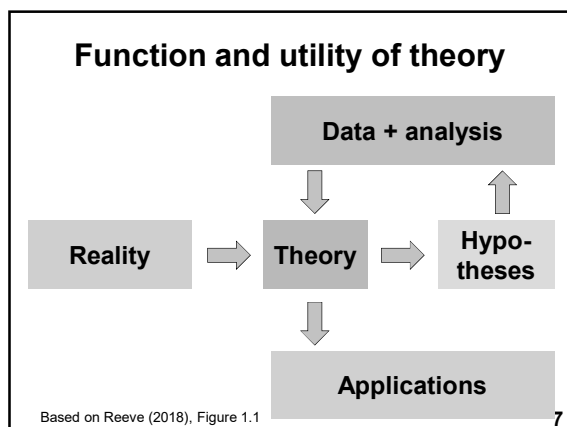 Function and utility of theory
Data + analysis
Reality
Theory
Hypo-
theses
Applications
Based on Reeve (2018), Figure 1.1
7